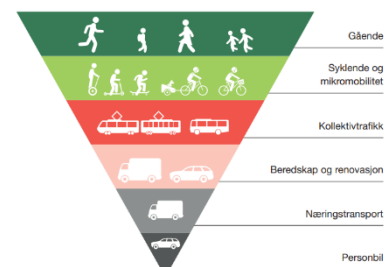 Gående
Syklende og
mikromobilitet
Kollektivtrafikk
Beredskap og renovasjon
Næringstransport
Personbil